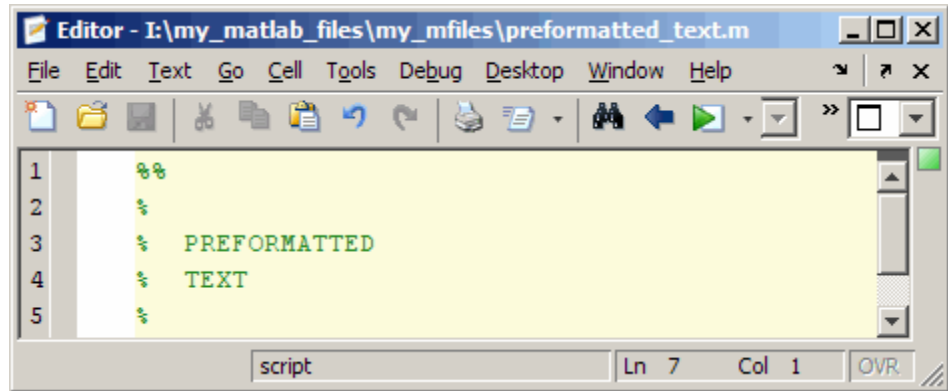 Editor - I:\my_matlab_files\my_mfiles\preformatted_text.m
File Edit Text Go Cell Tools Debug Desktop Window Help
1 %%
2 %
3 %  PREFORMATTED
4 %  TEXT
5 %
script Ln 7 Col 1 OVR